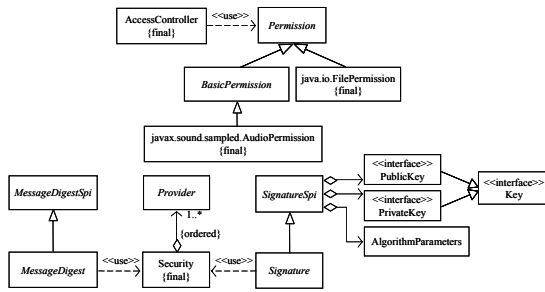 AccessController
{final}
<<use>>
Permission
BasicPermission
java.io.FilePermission
{final}
javax.sound.sampled.AudioPermission
{final}
MessageDigestSpi
Provider
1..*
{ordered}
SignatureSpi
<<interface>>
PublicKey
<<interface>>
PrivateKey
<<interface>>
Key
AlgorithmParameters
MessageDigest
<<use>>
Security
{final}
<<use>>
Signature